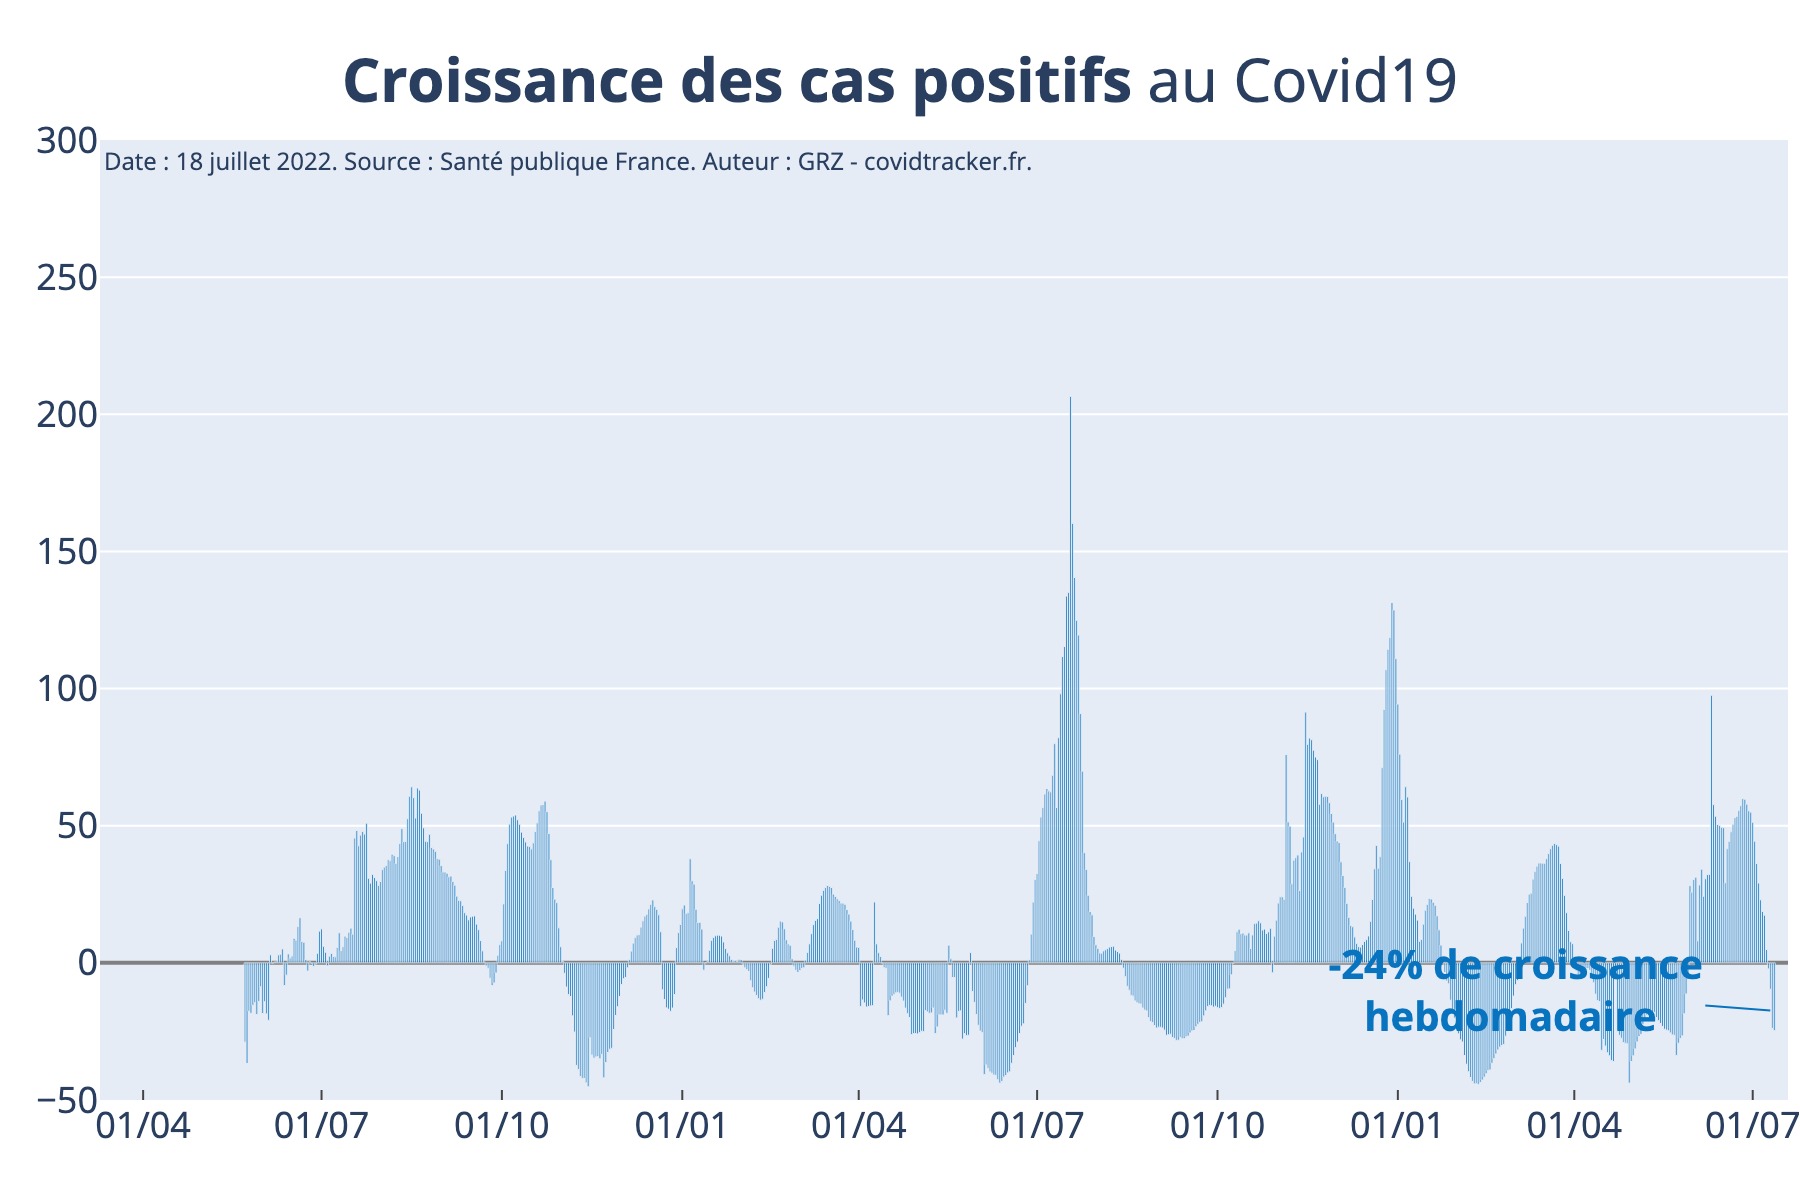 Croissance des cas positifs au Covid19
300
Date : 18 juillet 2022. Source : Santé publique France. Auteur : GRZ - covidtracker.fr.
250
200
150
100
50
0
-24% de croissance
hebdomadaire
−50
01/04 01/07 01/10 01/01 01/04 01/07 01/10 01/01 01/04 01/07